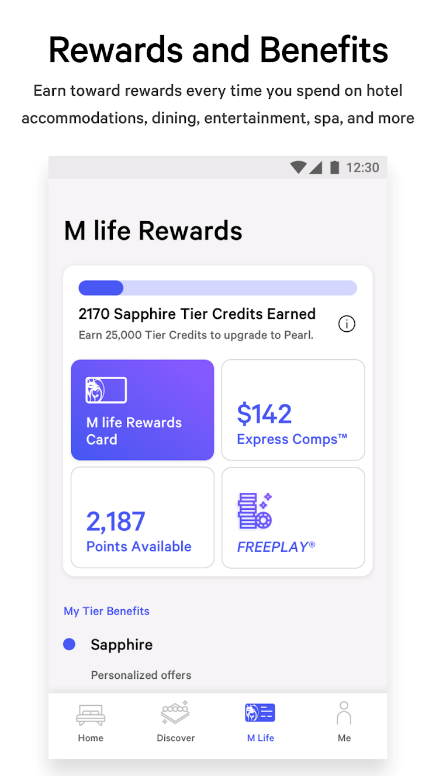 Rewards and Benefits
Earn toward rewards every time you spend on hotel
accommodations, dining, entertainment, spa, and more
12:30
M life Rewards
2170 Sapphire Tier Credits Earned
Earn 25,000 Tier Credits to upgrade to Pearl.
M life Rewards
Card
$142
Express Comps™
2,187
Points Available
FREEPLAY®
My Tier Benefits
Sapphire
Personalized offers
Home
Discover
M Life
Me